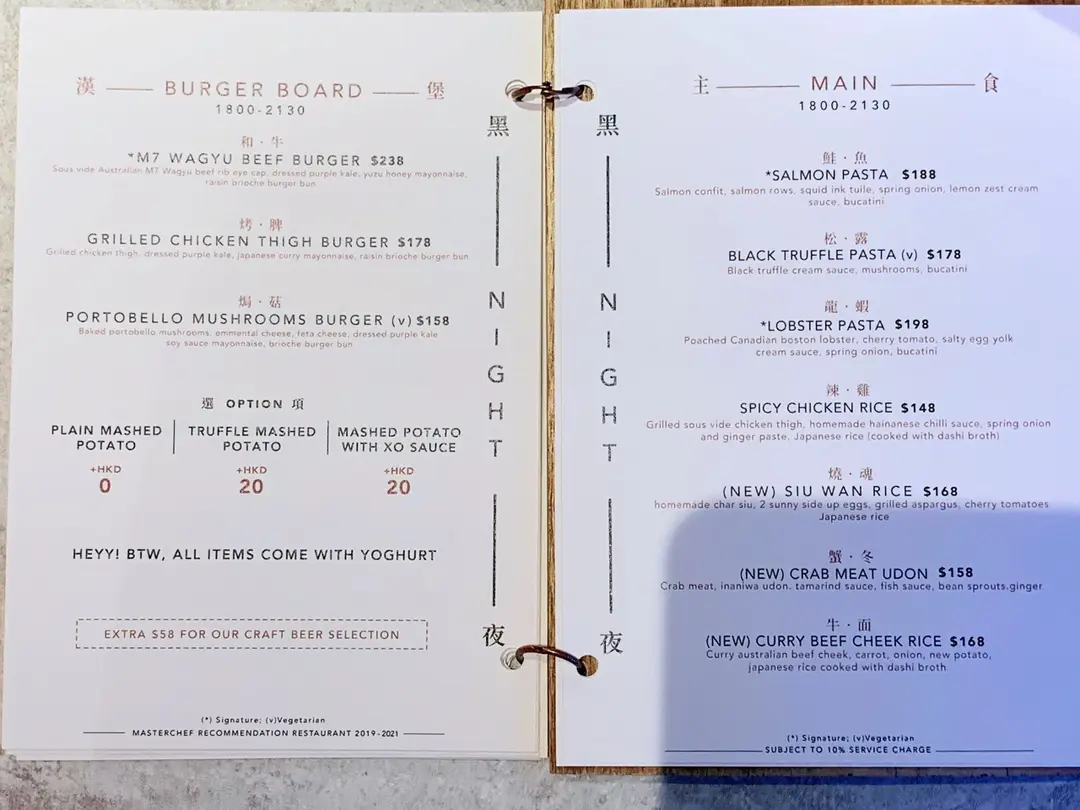 漢 BURGER BOARD 堡
1800-2130
和·牛
*M7 WAGYU BEEF BURGER $238
Sous vide Australian M7 Wagyu beef rib eye cap, dressed purple kale, yuzu honey mayonnaise,
raisin brioche burger bun
烤·脾
GRILLED CHICKEN THIGH BURGER $178
Grilled chicken thigh, dressed purple kale, japanese curry mayonnaise, raisin brioche burger bun
焗·菇
PORTOBELLO MUSHROOMS BURGER (v) $158
Baked portobello mushrooms, emmental cheese, feta cheese, dressed purple kale
soy sauce mayonnaise, brioche burger bun
選 OPTION 項
PLAIN MASHED
POTATO
+HKD
0
TRUFFLE MASHED
POTATO
+HKD
20
MASHED POTATO
WITH XO SAUCE
+HKD
20
HEYY! BTW, ALL ITEMS COME WITH YOGHURT
EXTRA $58 FOR OUR CRAFT BEER SELECTION
(*) Signature; (v)Vegetarian
MASTERCHEF RECOMMENDATION RESTAURANT 2019-2021
黑 NIGHT 夜
黑 NIGHT 夜
主 MAIN 食
1800-2130
鮭·魚
*SALMON PASTA $188
Salmon confit, salmon rows, squid ink tuile, spring onion, lemon zest cream
sauce, bucatini
松·露
BLACK TRUFFLE PASTA (v) $178
Black truffle cream sauce, mushrooms, bucatini
龍·蝦
*LOBSTER PASTA $198
Poached Canadian boston lobster, cherry tomato, salty egg yolk
cream sauce, spring onion, bucatini
辣·雞
SPICY CHICKEN RICE $148
Grilled sous vide chicken thigh, homemade hainanese chilli sauce, spring onion
and ginger paste, Japanese rice (cooked with dashi broth)
燒·魂
(NEW) SIU WAN RICE $168
homemade char siu, 2 sunny side up eggs, grilled aspargus, cherry tomatoes
Japanese rice
蟹·冬
(NEW) CRAB MEAT UDON $158
Crab meat, inaniwa udon. tamarind sauce, fish sauce, bean sprouts.ginger
牛·面
(NEW) CURRY BEEF CHEEK RICE $168
Curry australian beef cheek, carrot, onion, new potato,
japanese rice cooked with dashi broth
(*) Signature; (v)Vegetarian
SUBJECT TO 10% SERVICE CHARGE